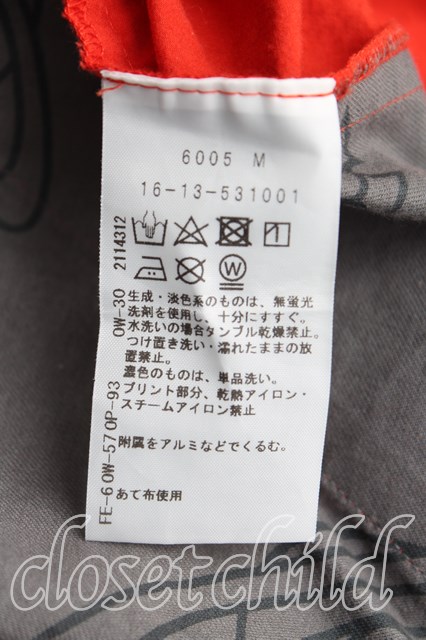 6005 M
16-13-531001
W
生成・淡色系のものは、無蛍光
洗剤を使用し、十分にすすぐ。
水洗いの場合タンブル乾燥禁止。
つけ置き洗い・濡れたままの放
置禁止。
濃色のものは、単品洗い。
プリント部分、乾熱アイロン・
スチームアイロン禁止
附属をアルミなどでくるむ。
あて布使用
FE-60W-570P-93 0W-30 2114312
closetchild